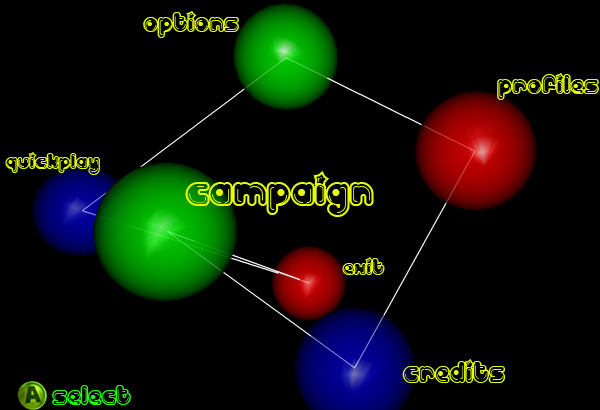 options
profiles
quickplay
campaign
exit
credits
A select